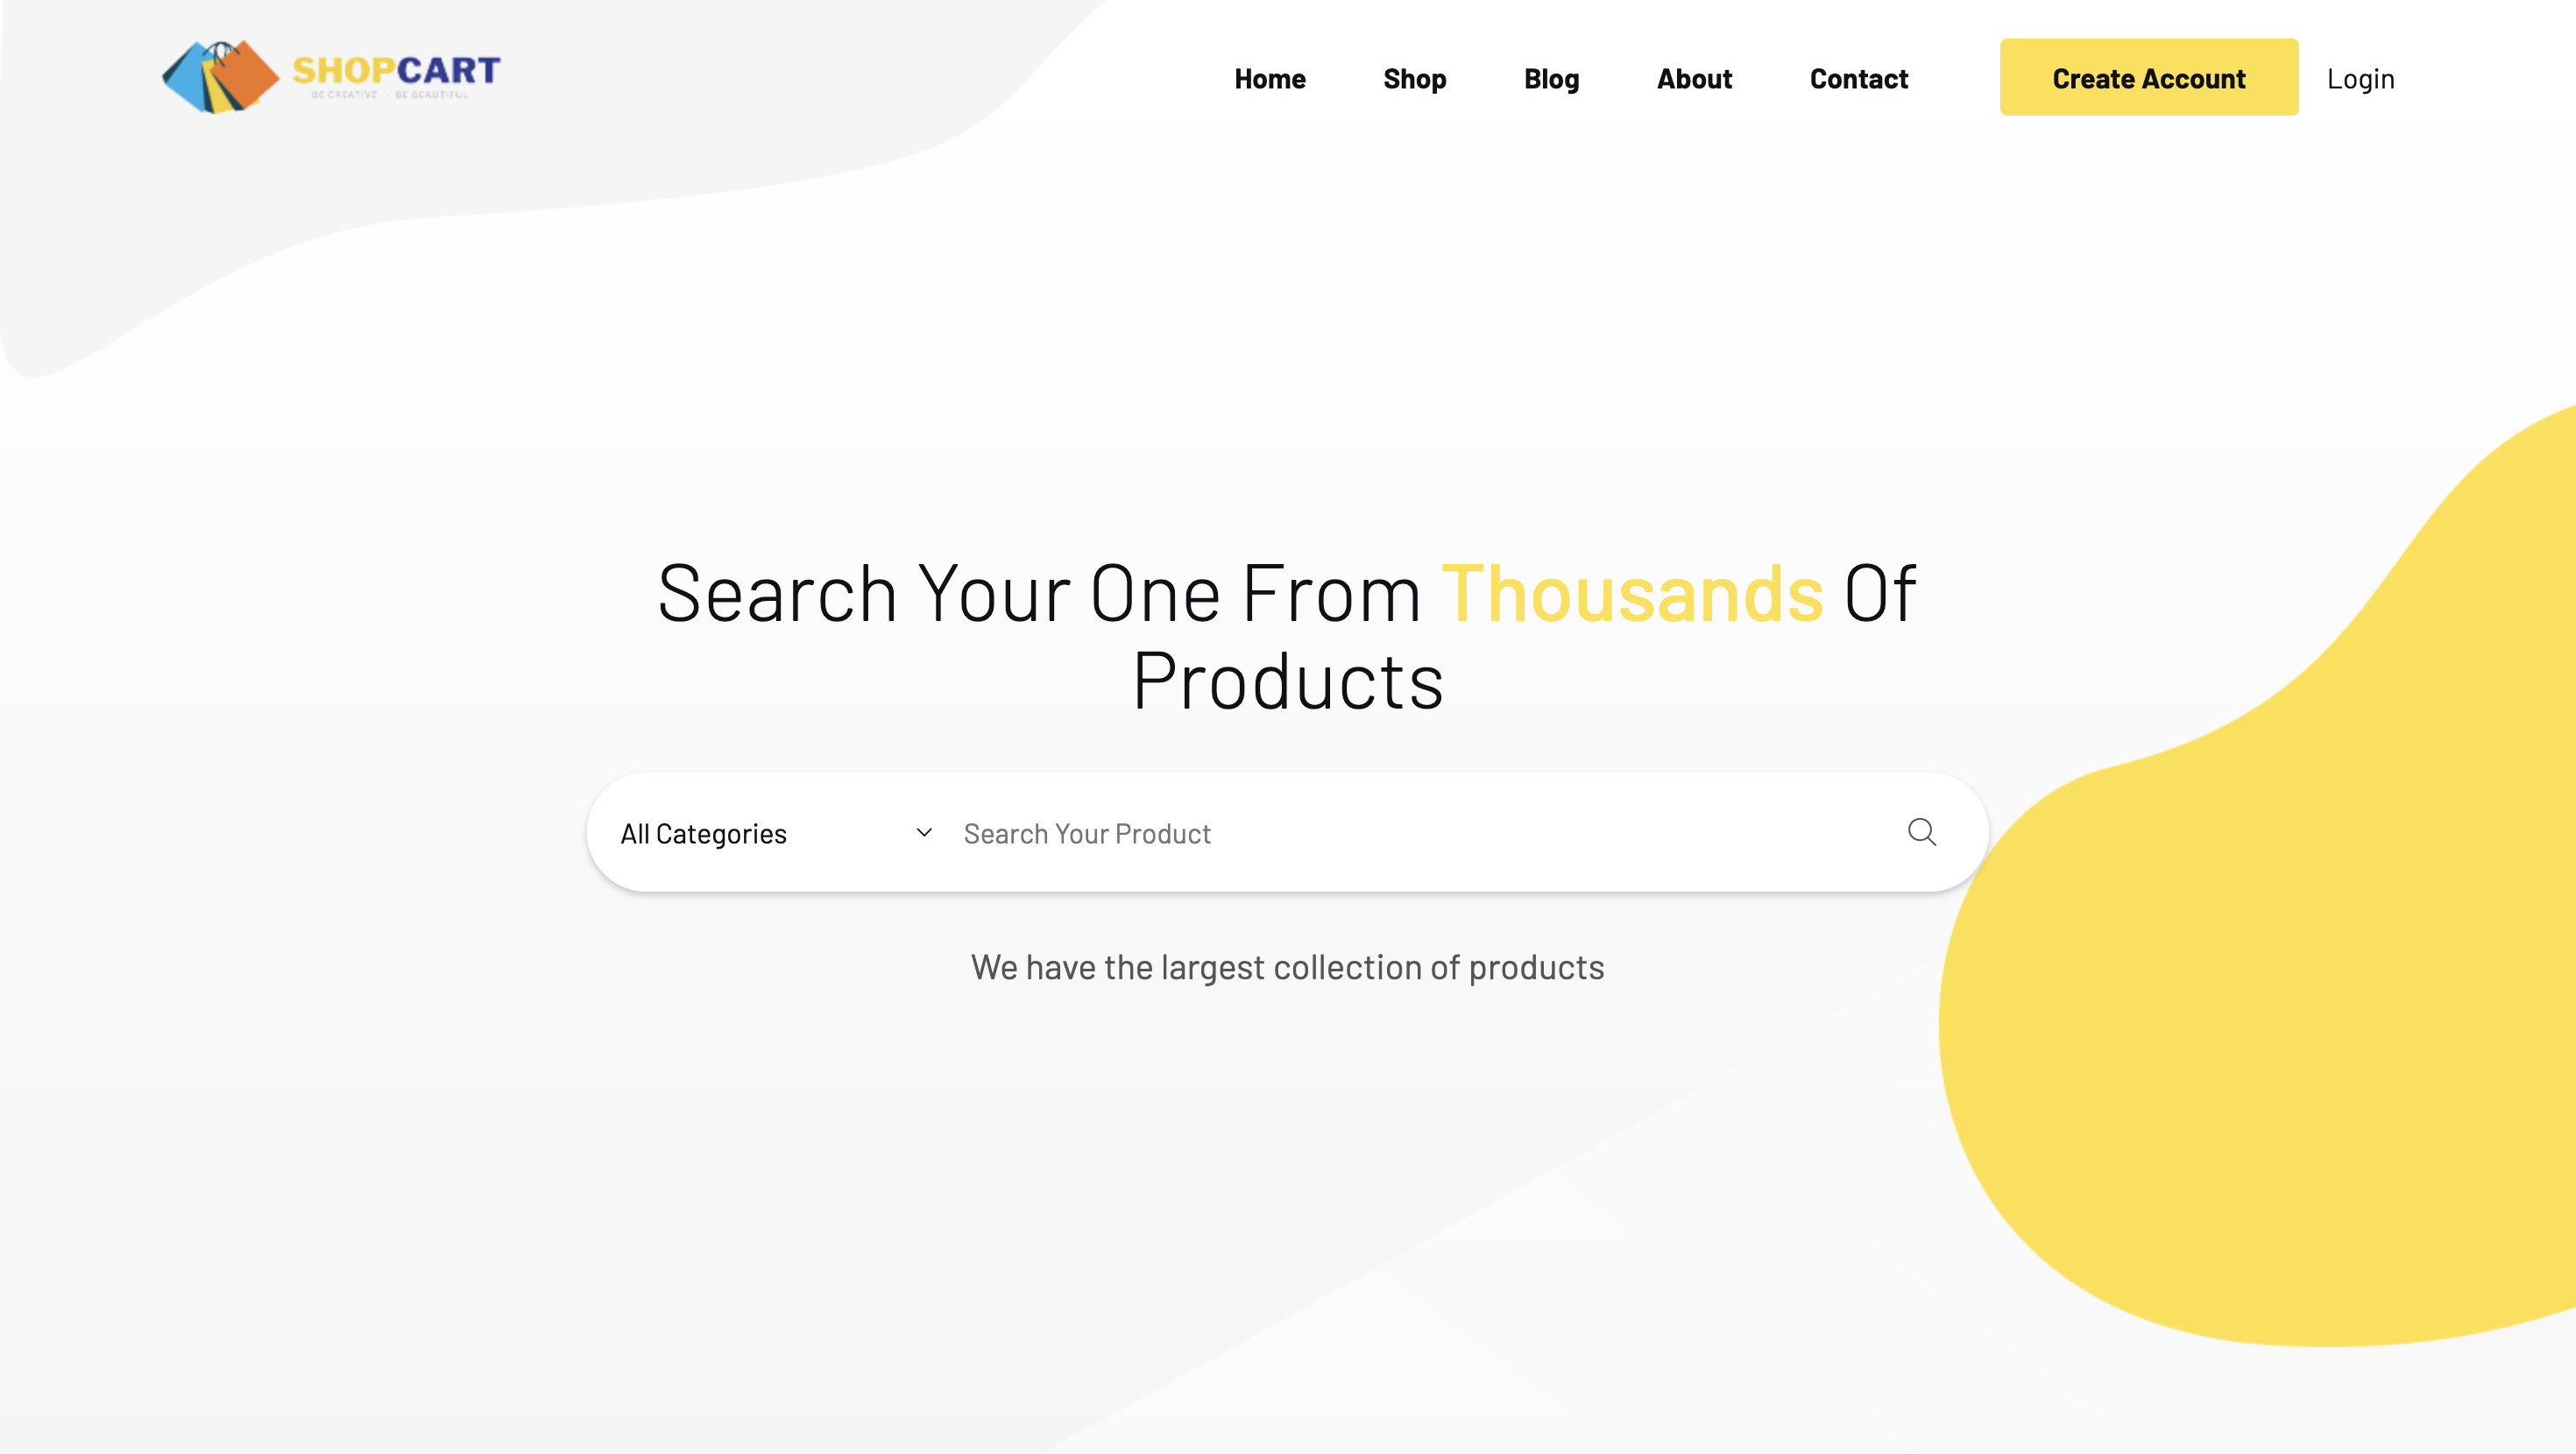 SHOPCART
BE CREATIVE - BE BEAUTIFUL
Home
Shop
Blog
About
Contact
Create Account
Login
Search Your One From Thousands Of
Products
All Categories
Search Your Product
We have the largest collection of products